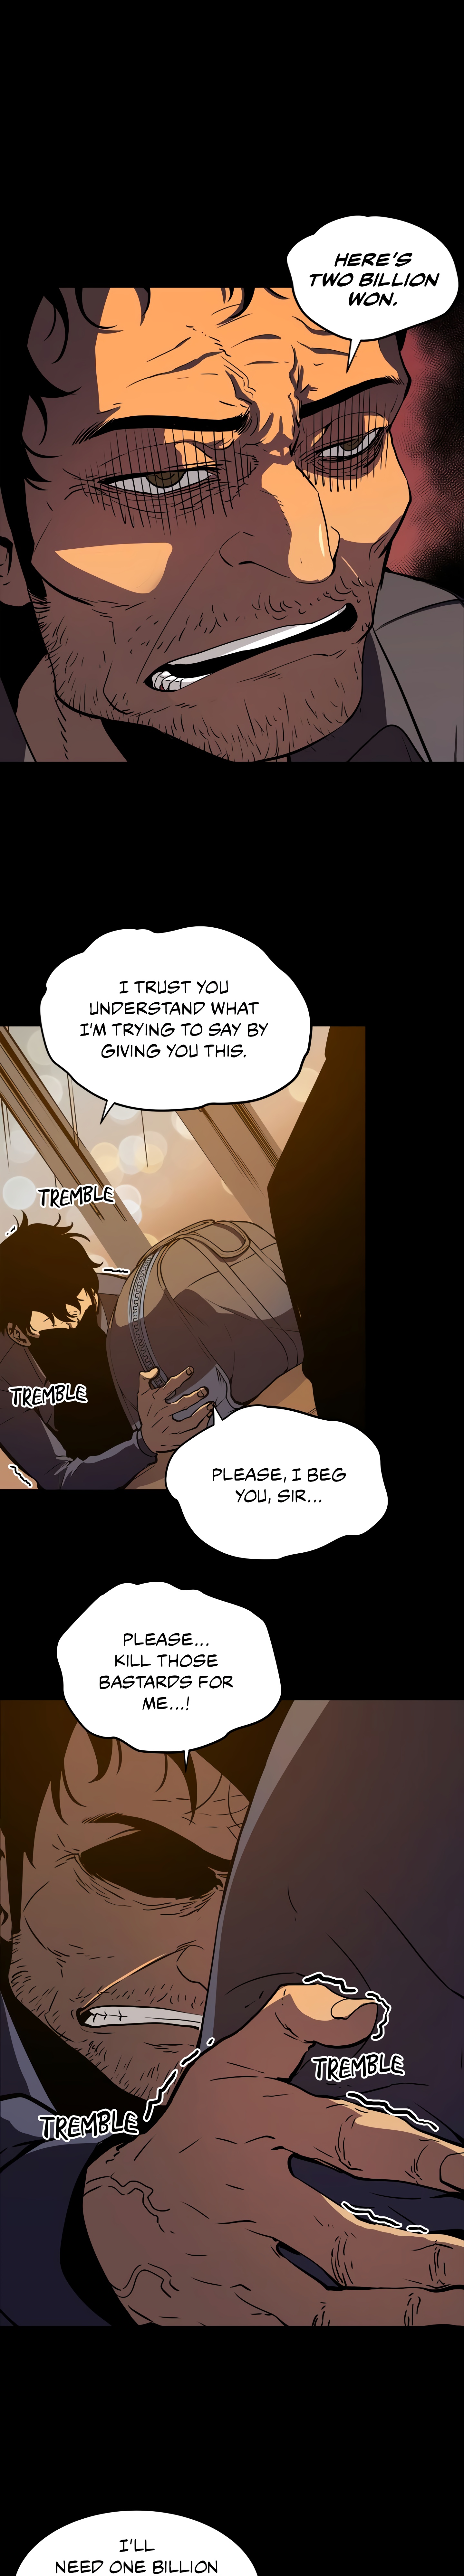 HERE'S
TWO BILLION
WON.
I TRUST YOU
UNDERSTAND WHAT
I'M TRYING TO SAY BY
GIVING YOU THIS.
TREMBLE
TREMBLE
PLEASE, I BEG
YOU, SIR...
PLEASE...
KILL THOSE
BASTARDS FOR
ME...!
TREMBLE
TREMBLE
I'LL
NEED ONE BILLION